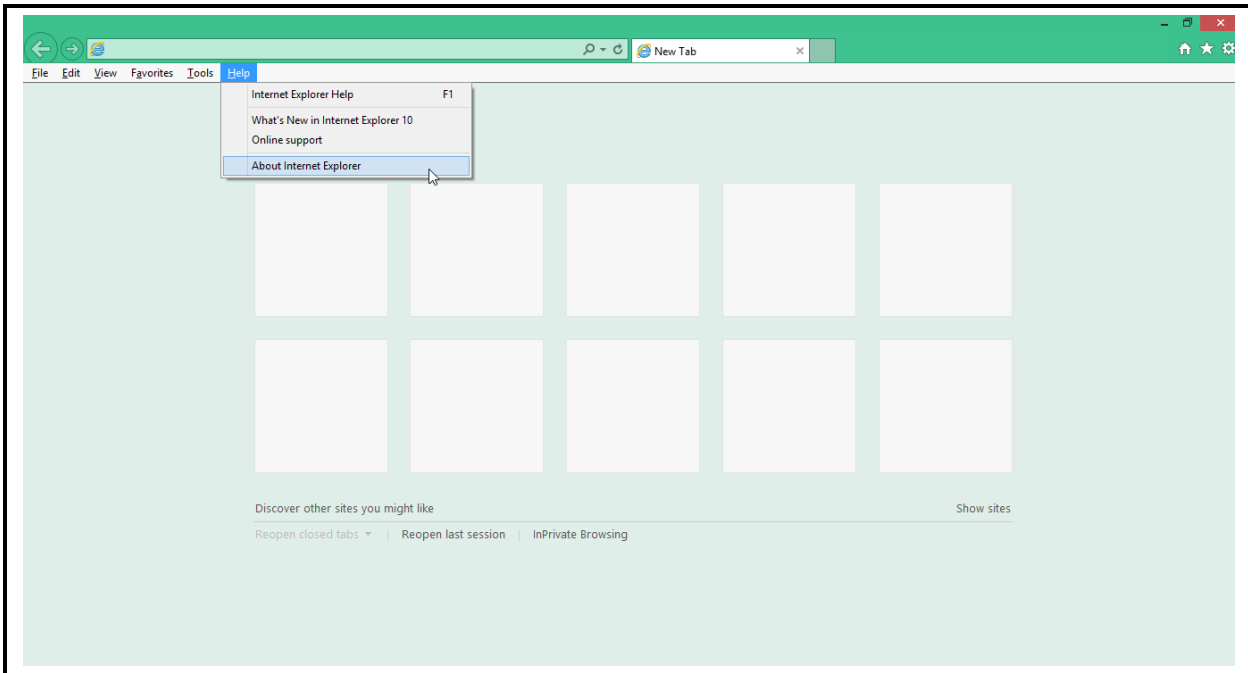 New Tab
File Edit View Favorites Tools Help
Internet Explorer Help F1
What's New in Internet Explorer 10
Online support
About Internet Explorer
Discover other sites you might like Show sites
Reopen closed tabs | Reopen last session | InPrivate Browsing